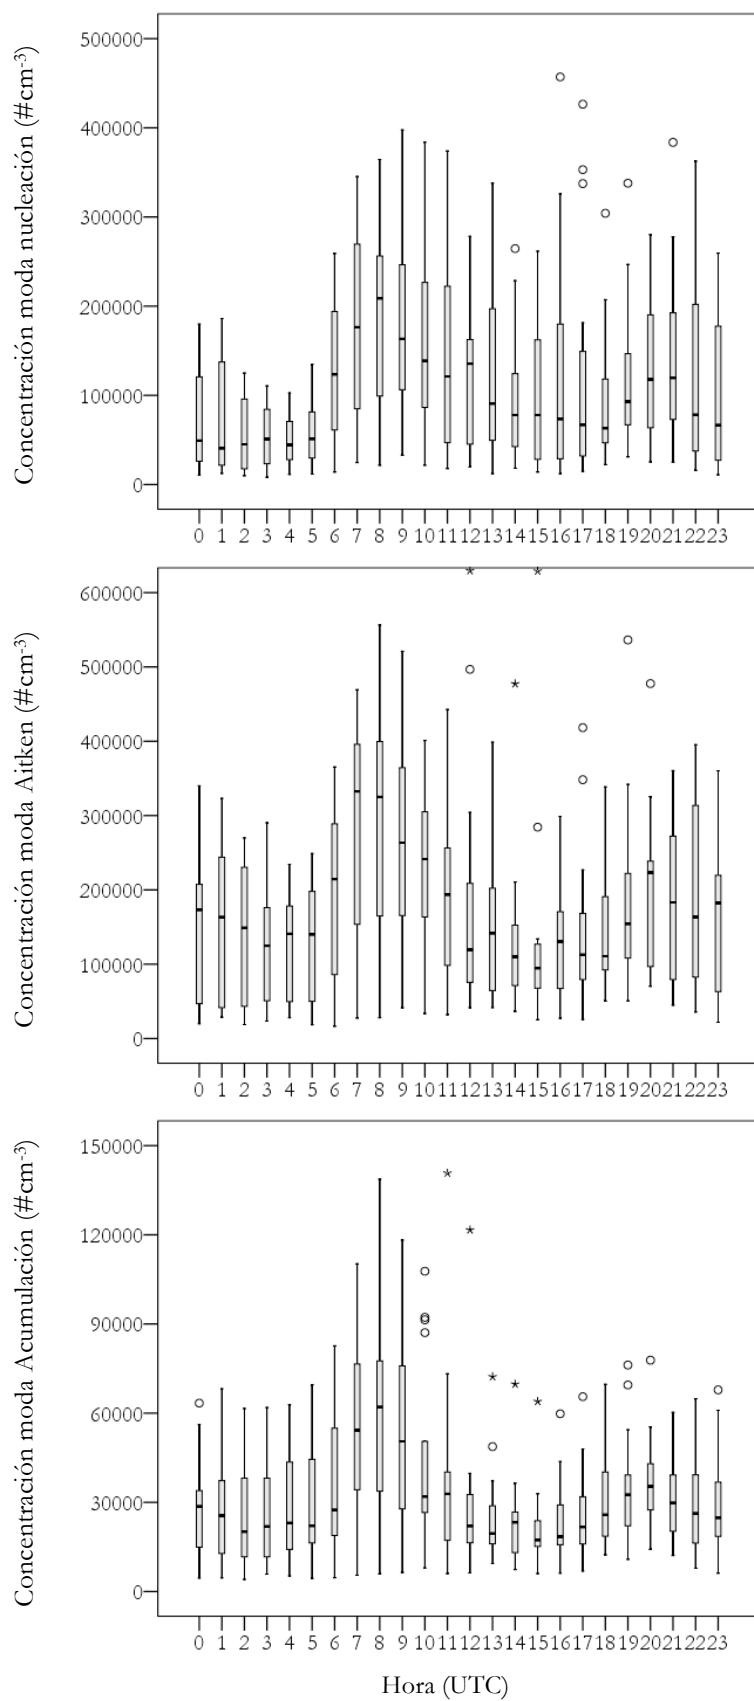 Concentración moda nucleación (#cm-3)
500000
400000
300000
200000
100000
0
0 1 2 3 4 5 6 7 8 9 10 11 12 13 14 15 16 17 18 19 20 21 22 23
Concentración moda Aitken (#cm-3)
600000
500000
400000
300000
200000
100000
0
0 1 2 3 4 5 6 7 8 9 10 11 12 13 14 15 16 17 18 19 20 21 22 23
Concentración moda Acumulación (#cm-3)
150000
120000
90000
60000
30000
0
0 1 2 3 4 5 6 7 8 9 10 11 12 13 14 15 16 17 18 19 20 21 22 23
Hora (UTC)